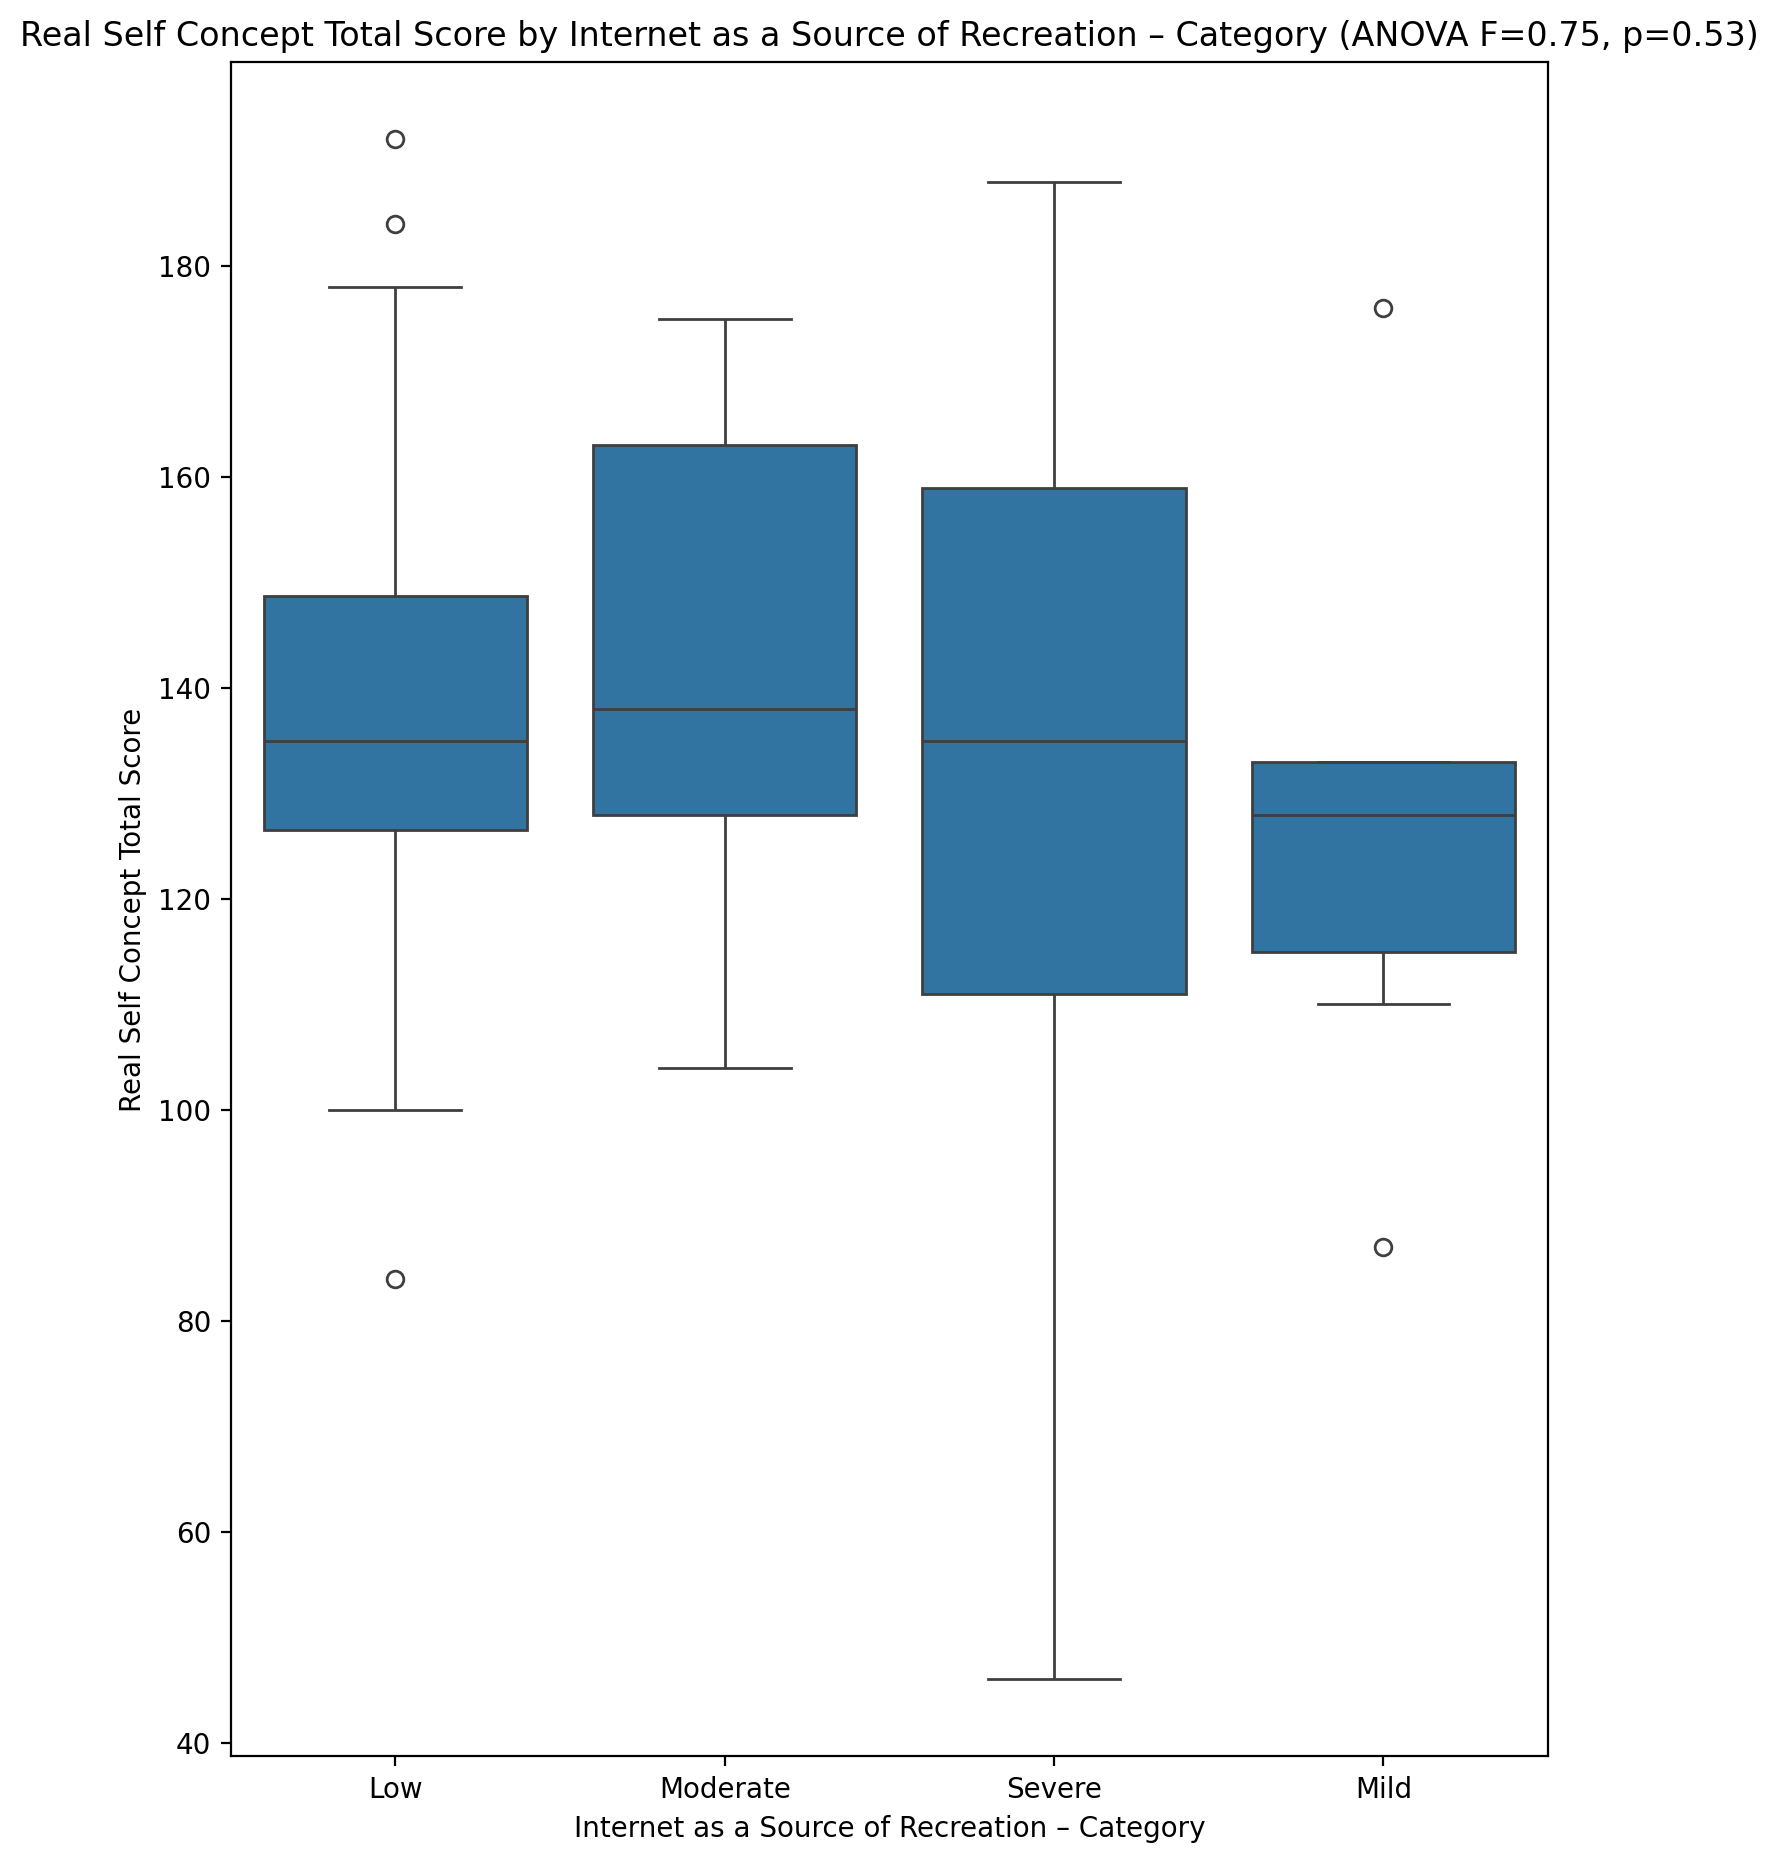 Real Self Concept Total Score by Internet as a Source of Recreation – Category (ANOVA F=0.75, p=0.53)
Real Self Concept Total Score
180
160
140
120
100
80
60
40
Low Moderate Severe Mild
Internet as a Source of Recreation – Category